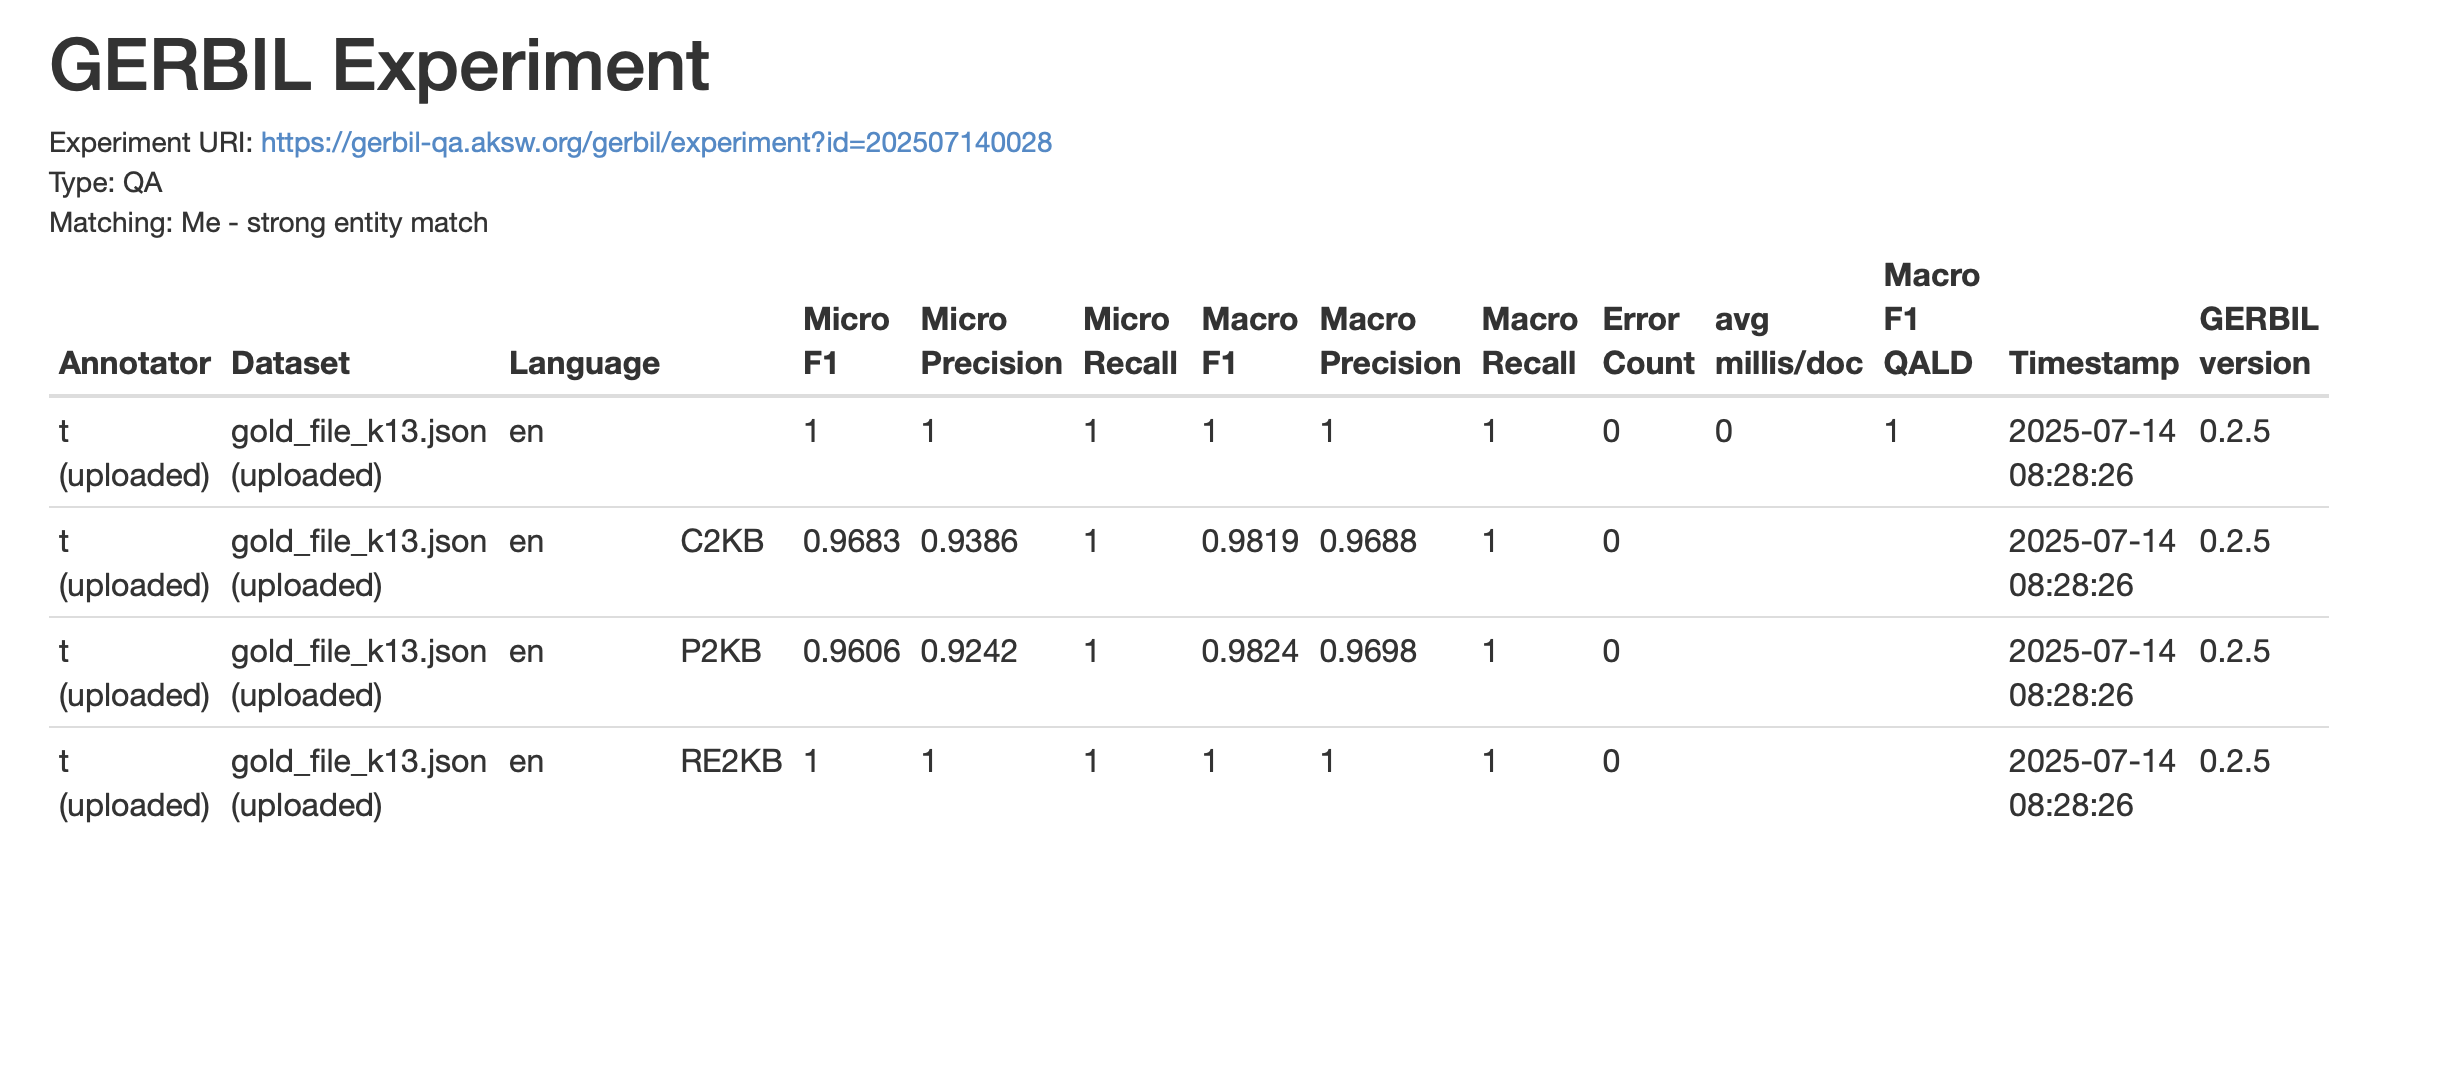 GERBIL Experiment
Experiment URI: https://gerbil-qa.aksw.org/gerbil/experiment?id=202507140028
Type: QA
Matching: Me - strong entity match
Annotator Dataset Language Micro F1 Micro Precision Micro Recall Macro F1 Macro Precision Macro Recall Error Count avg millis/doc Macro F1 QALD Timestamp GERBIL version
t gold_file_k13.json en 1 1 1 1 1 1 0 0 1 2025-07-14 0.2.5
(uploaded) (uploaded) 08:28:26
t gold_file_k13.json en C2KB 0.9683 0.9386 1 0.9819 0.9688 1 0 2025-07-14 0.2.5
(uploaded) (uploaded) 08:28:26
t gold_file_k13.json en P2KB 0.9606 0.9242 1 0.9824 0.9698 1 0 2025-07-14 0.2.5
(uploaded) (uploaded) 08:28:26
t gold_file_k13.json en RE2KB 1 1 1 1 1 1 0 2025-07-14 0.2.5
(uploaded) (uploaded) 08:28:26